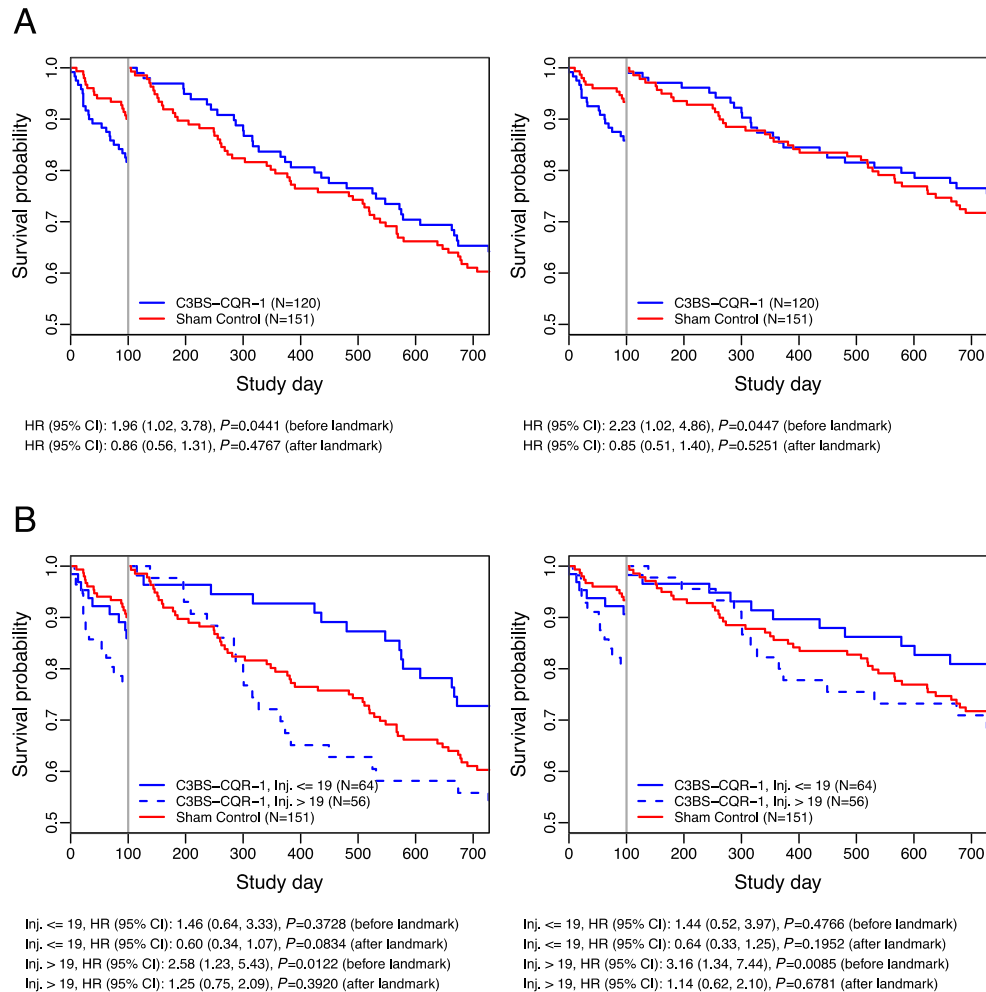 A
Survival probability
1.0
0.9
0.8
0.7
0.6
0.5
C3BS−CQR−1 (N=120)
Sham Control (N=151)
0 100 200 300 400 500 600 700
Study day
HR (95% CI): 1.96 (1.02, 3.78), P=0.0441 (before landmark)
HR (95% CI): 0.86 (0.56, 1.31), P=0.4767 (after landmark)
Survival probability
1.0
0.9
0.8
0.7
0.6
0.5
C3BS−CQR−1 (N=120)
Sham Control (N=151)
0 100 200 300 400 500 600 700
Study day
HR (95% CI): 2.23 (1.02, 4.86), P=0.0447 (before landmark)
HR (95% CI): 0.85 (0.51, 1.40), P=0.5251 (after landmark)
B
Survival probability
1.0
0.9
0.8
0.7
0.6
0.5
C3BS−CQR−1, Inj. <= 19 (N=64)
C3BS−CQR−1, Inj. > 19 (N=56)
Sham Control (N=151)
0 100 200 300 400 500 600 700
Study day
Inj. <= 19, HR (95% CI): 1.46 (0.64, 3.33), P=0.3728 (before landmark)
Inj. <= 19, HR (95% CI): 0.60 (0.34, 1.07), P=0.0834 (after landmark)
Inj. > 19, HR (95% CI): 2.58 (1.23, 5.43), P=0.0122 (before landmark)
Inj. > 19, HR (95% CI): 1.25 (0.75, 2.09), P=0.3920 (after landmark)
Survival probability
1.0
0.9
0.8
0.7
0.6
0.5
C3BS−CQR−1, Inj. <= 19 (N=64)
C3BS−CQR−1, Inj. > 19 (N=56)
Sham Control (N=151)
0 100 200 300 400 500 600 700
Study day
Inj. <= 19, HR (95% CI): 1.44 (0.52, 3.97), P=0.4766 (before landmark)
Inj. <= 19, HR (95% CI): 0.64 (0.33, 1.25), P=0.1952 (after landmark)
Inj. > 19, HR (95% CI): 3.16 (1.34, 7.44), P=0.0085 (before landmark)
Inj. > 19, HR (95% CI): 1.14 (0.62, 2.10), P=0.6781 (after landmark)